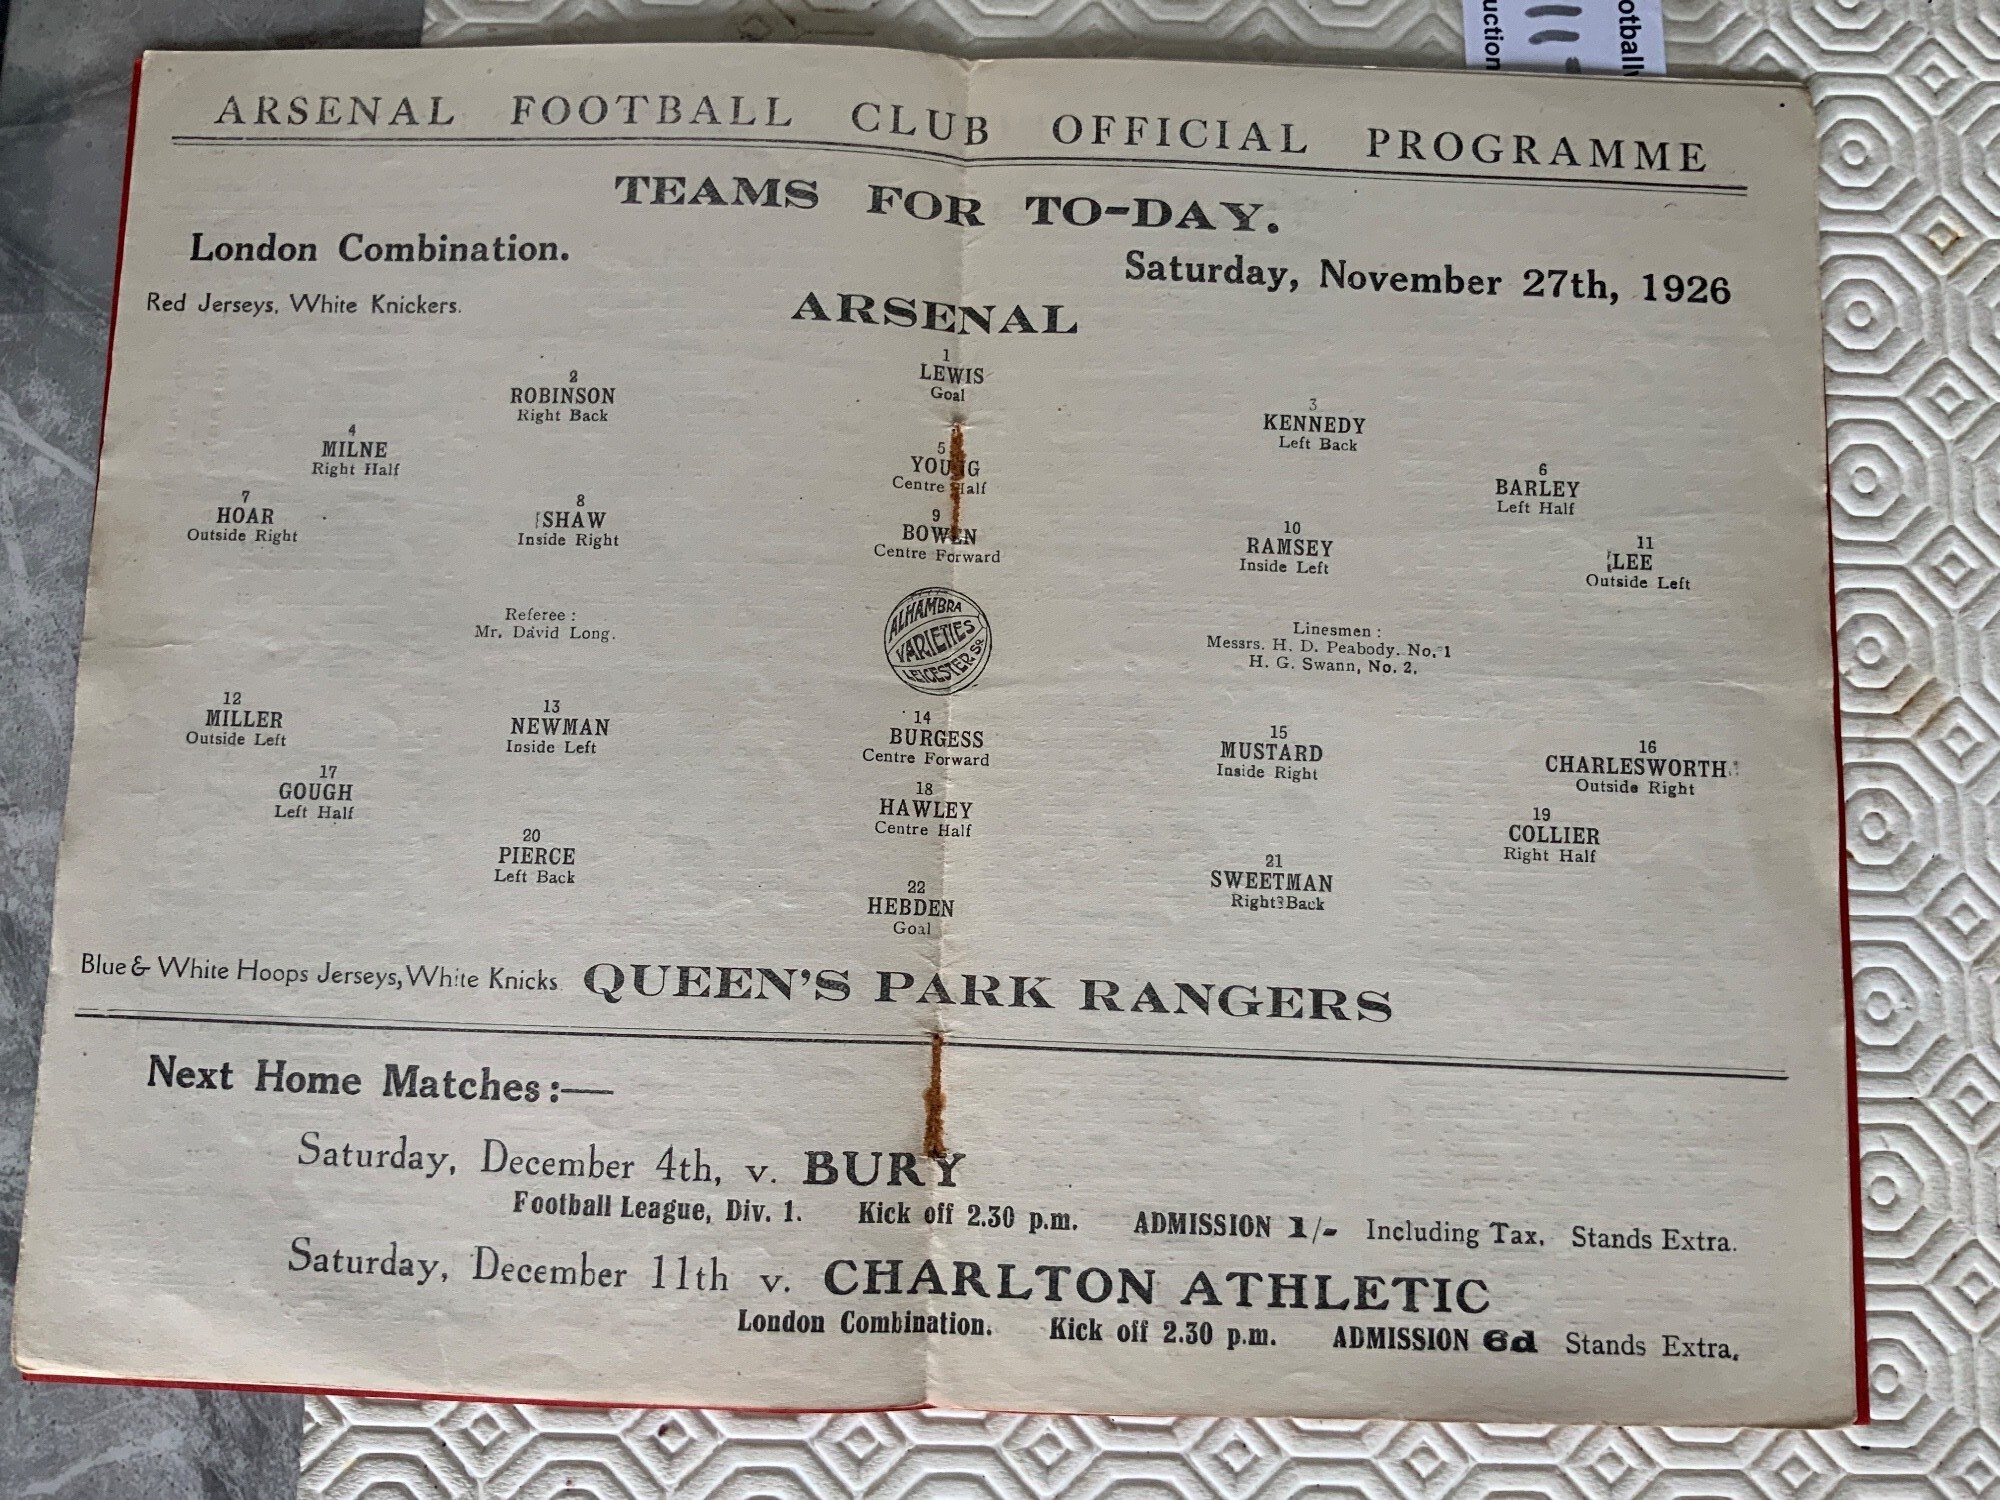 otball
uction
ARSENAL FOOTBALL CLUB OFFICIAL PROGRAMME
TEAMS FOR TO-DAY.
London Combination.
Saturday, November 27th, 1926
Red Jerseys, White Knickers.
ARSENAL
1
LEWIS
Goal
2
ROBINSON
Right Back
3
KENNEDY
Left Back
4
MILNE
Right Half
5
YOUNG
Centre Half
6
BARLEY
Left Half
7
HOAR
Outside Right
8
SHAW
Inside Right
9
BOWEN
Centre Forward
10
RAMSEY
Inside Left
11
LEE
Outside Left
Referee :
Mr. David Long.
ALHAMBRA
VARIETIES
LEICESTER SQ
Linesmen :
Messrs. H. D. Peabody. No. 1
H. G. Swann, No. 2.
12
MILLER
Outside Left
13
NEWMAN
Inside Left
14
BURGESS
Centre Forward
15
MUSTARD
Inside Right
16
CHARLESWORTH
Outside Right
17
GOUGH
Left Half
18
HAWLEY
Centre Half
19
COLLIER
Right Half
20
PIERCE
Left Back
21
SWEETMAN
Right Back
22
HEBDEN
Goal
Blue & White Hoops Jerseys, White Knicks. QUEEN'S PARK RANGERS
Next Home Matches :—
Saturday, December 4th, v. BURY
Football League, Div. 1. Kick off 2.30 p.m. ADMISSION 1/- Including Tax. Stands Extra.
Saturday, December 11th v. CHARLTON ATHLETIC
London Combination. Kick off 2.30 p.m. ADMISSION 6d Stands Extra.